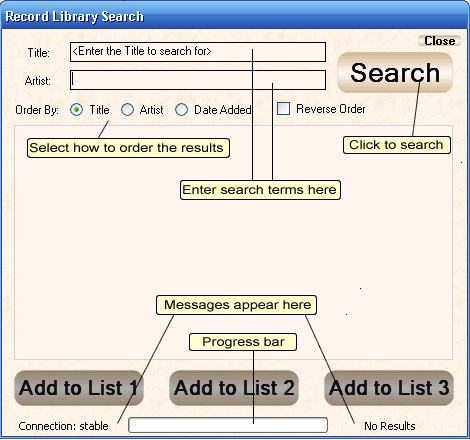 Record Library Search
Close
Title: <Enter the Title to search for>
Search
Artist:
Order By: Title Artist Date Added Reverse Order
Select how to order the results
Click to search
Enter search terms here
Messages appear here
Progress bar
Add to List 1 Add to List 2 Add to List 3
Connection: stable No Results